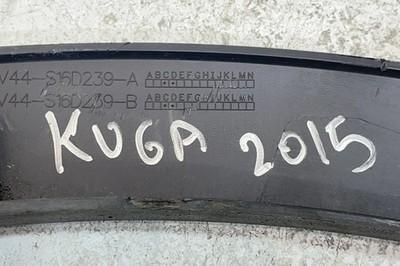 V44-S16D239-A ABCDEFGHIJKLMN
V44-S16D239-B ABCDEFGHIJKLMN
KUGA 2015